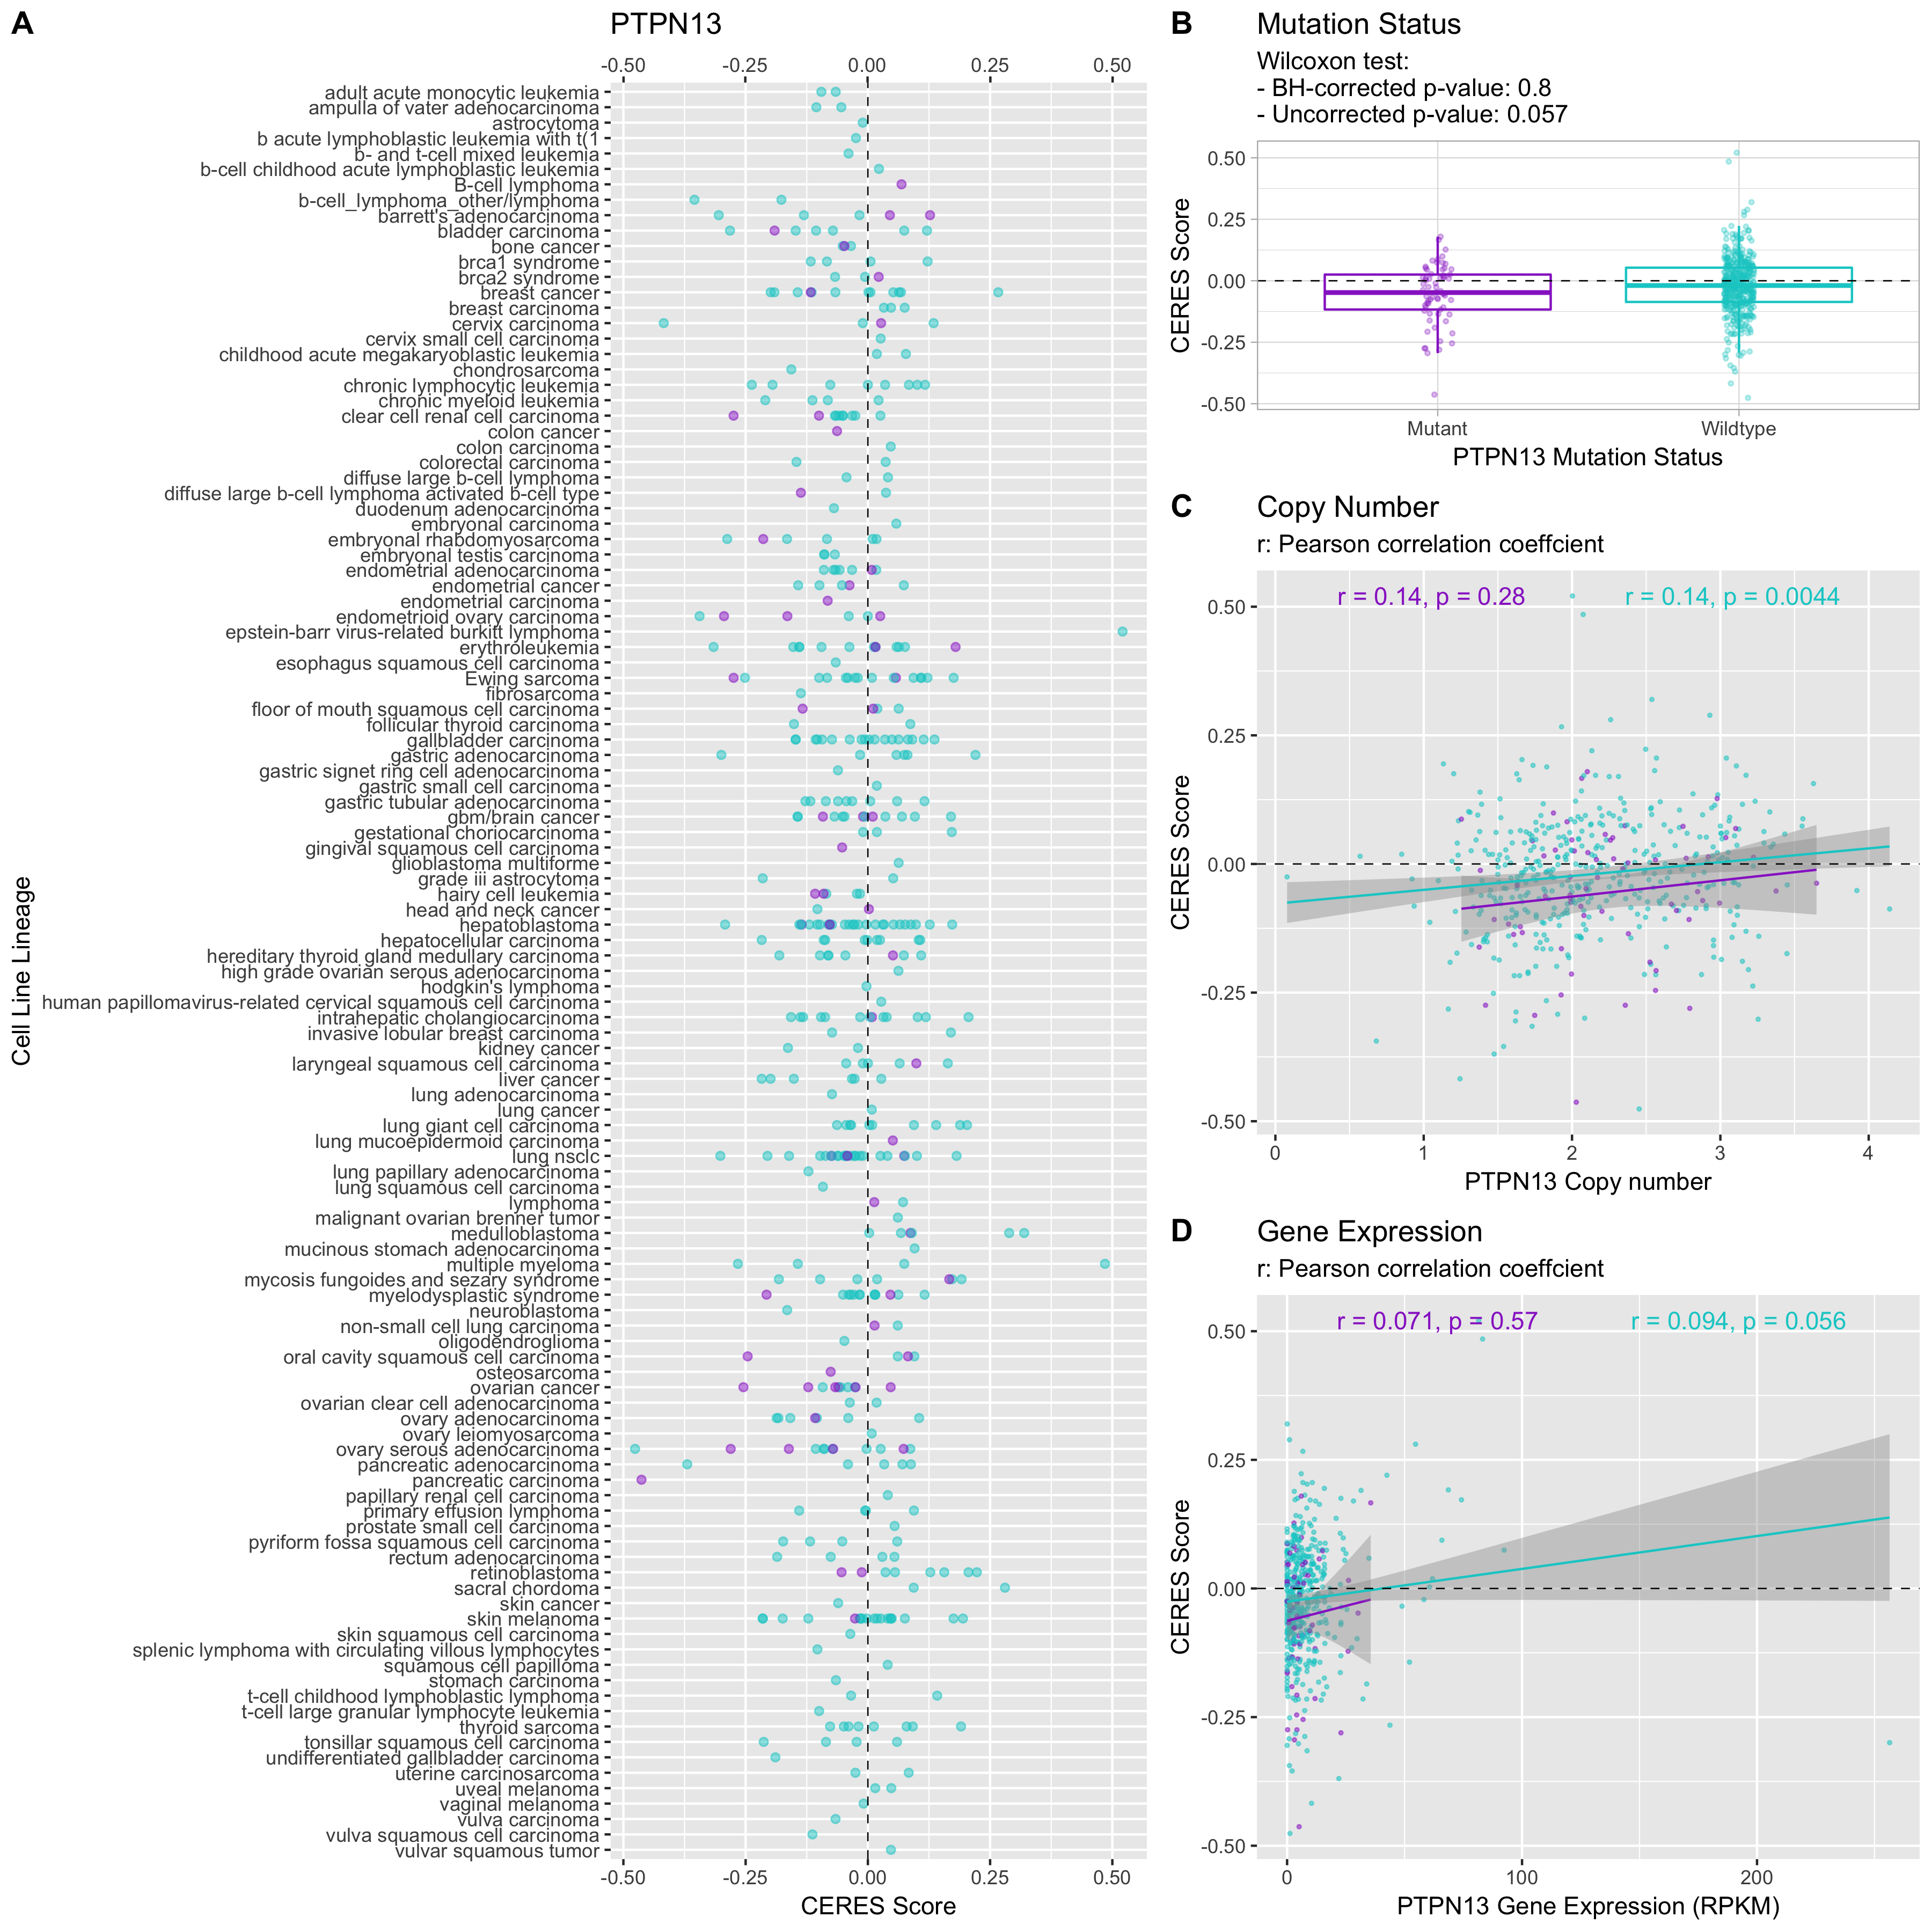 A
PTPN13
-0.50 -0.25 0.00 0.25 0.50
adult acute monocytic leukemia
ampulla of vater adenocarcinoma
astrocytoma
b acute lymphoblastic leukemia with t(1
b- and t-cell mixed leukemia
b-cell childhood acute lymphoblastic leukemia
B-cell lymphoma
b-cell_lymphoma_other/lymphoma
barrett's adenocarcinoma
bladder carcinoma
bone cancer
brca1 syndrome
brca2 syndrome
breast cancer
breast carcinoma
cervix carcinoma
cervix small cell carcinoma
childhood acute megakaryoblastic leukemia
chondrosarcoma
chronic lymphocytic leukemia
chronic myeloid leukemia
clear cell renal cell carcinoma
colon cancer
colon carcinoma
colorectal carcinoma
diffuse large b-cell lymphoma
diffuse large b-cell lymphoma activated b-cell type
duodenum adenocarcinoma
embryonal carcinoma
embryonal rhabdomyosarcoma
embryonal testis carcinoma
endometrial adenocarcinoma
endometrial cancer
endometrial carcinoma
endometrioid ovary carcinoma
epstein-barr virus-related burkitt lymphoma
erythroleukemia
esophagus squamous cell carcinoma
Ewing sarcoma
fibrosarcoma
floor of mouth squamous cell carcinoma
follicular thyroid carcinoma
gallbladder carcinoma
gastric adenocarcinoma
gastric signet ring cell adenocarcinoma
gastric small cell carcinoma
gastric tubular adenocarcinoma
gbm/brain cancer
gestational choriocarcinoma
gingival squamous cell carcinoma
glioblastoma multiforme
grade iii astrocytoma
hairy cell leukemia
head and neck cancer
hepatoblastoma
hepatocellular carcinoma
hereditary thyroid gland medullary carcinoma
high grade ovarian serous adenocarcinoma
hodgkin's lymphoma
human papillomavirus-related cervical squamous cell carcinoma
intrahepatic cholangiocarcinoma
invasive lobular breast carcinoma
kidney cancer
laryngeal squamous cell carcinoma
liver cancer
lung adenocarcinoma
lung cancer
lung giant cell carcinoma
lung mucoepidermoid carcinoma
lung nsclc
lung papillary adenocarcinoma
lung squamous cell carcinoma
lymphoma
malignant ovarian brenner tumor
medulloblastoma
mucinous stomach adenocarcinoma
multiple myeloma
mycosis fungoides and sezary syndrome
myelodysplastic syndrome
neuroblastoma
non-small cell lung carcinoma
oligodendroglioma
oral cavity squamous cell carcinoma
osteosarcoma
ovarian cancer
ovarian clear cell adenocarcinoma
ovary adenocarcinoma
ovary leiomyosarcoma
ovary serous adenocarcinoma
pancreatic adenocarcinoma
pancreatic carcinoma
papillary renal cell carcinoma
primary effusion lymphoma
prostate small cell carcinoma
pyriform fossa squamous cell carcinoma
rectum adenocarcinoma
retinoblastoma
sacral chordoma
skin cancer
skin melanoma
skin squamous cell carcinoma
splenic lymphoma with circulating villous lymphocytes
squamous cell papilloma
stomach carcinoma
t-cell childhood lymphoblastic lymphoma
t-cell large granular lymphocyte leukemia
thyroid sarcoma
tonsillar squamous cell carcinoma
undifferentiated gallbladder carcinoma
uterine carcinosarcoma
uveal melanoma
vaginal melanoma
vulva carcinoma
vulva squamous cell carcinoma
vulvar squamous tumor
-0.50 -0.25 0.00 0.25 0.50
CERES Score
Cell Line Lineage
B
Mutation Status
Wilcoxon test:
- BH-corrected p-value: 0.8
- Uncorrected p-value: 0.057
0.50
0.25
0.00
-0.25
-0.50
CERES Score
Mutant Wildtype
PTPN13 Mutation Status
C
Copy Number
r: Pearson correlation coeffcient
r = 0.14, p = 0.28 r = 0.14, p = 0.0044
0.50
0.25
0.00
-0.25
-0.50
CERES Score
0 1 2 3 4
PTPN13 Copy number
D
Gene Expression
r: Pearson correlation coeffcient
r = 0.071, p = 0.57 r = 0.094, p = 0.056
0.50
0.25
0.00
-0.25
-0.50
CERES Score
0 100 200
PTPN13 Gene Expression (RPKM)